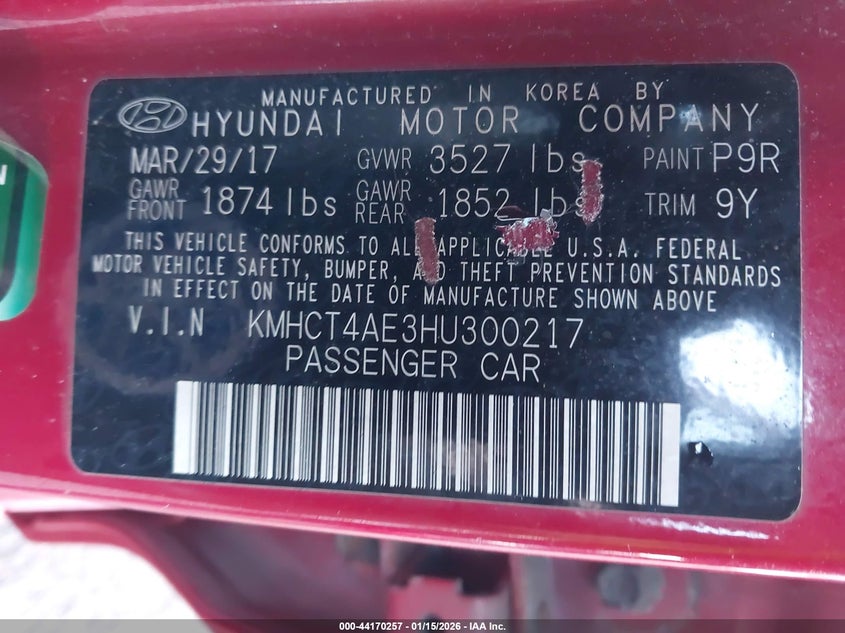 MANUFACTURED IN KOREA BY
HYUNDAI MOTOR COMPANY
MAR/29/17 GVWR 3527 lbs PAINT P9R
GAWR FRONT 1874 lbs GAWR REAR 1852 lbs TRIM 9Y
THIS VEHICLE CONFORMS TO ALL APPLICABLE U.S.A. FEDERAL
MOTOR VEHICLE SAFETY, BUMPER, AND THEFT PREVENTION STANDARDS
IN EFFECT ON THE DATE OF MANUFACTURE SHOWN ABOVE
V.I.N KMHCT4AE3HU300217
PASSENGER CAR
000-44170257 - 01/15/2026 - IAA Inc.